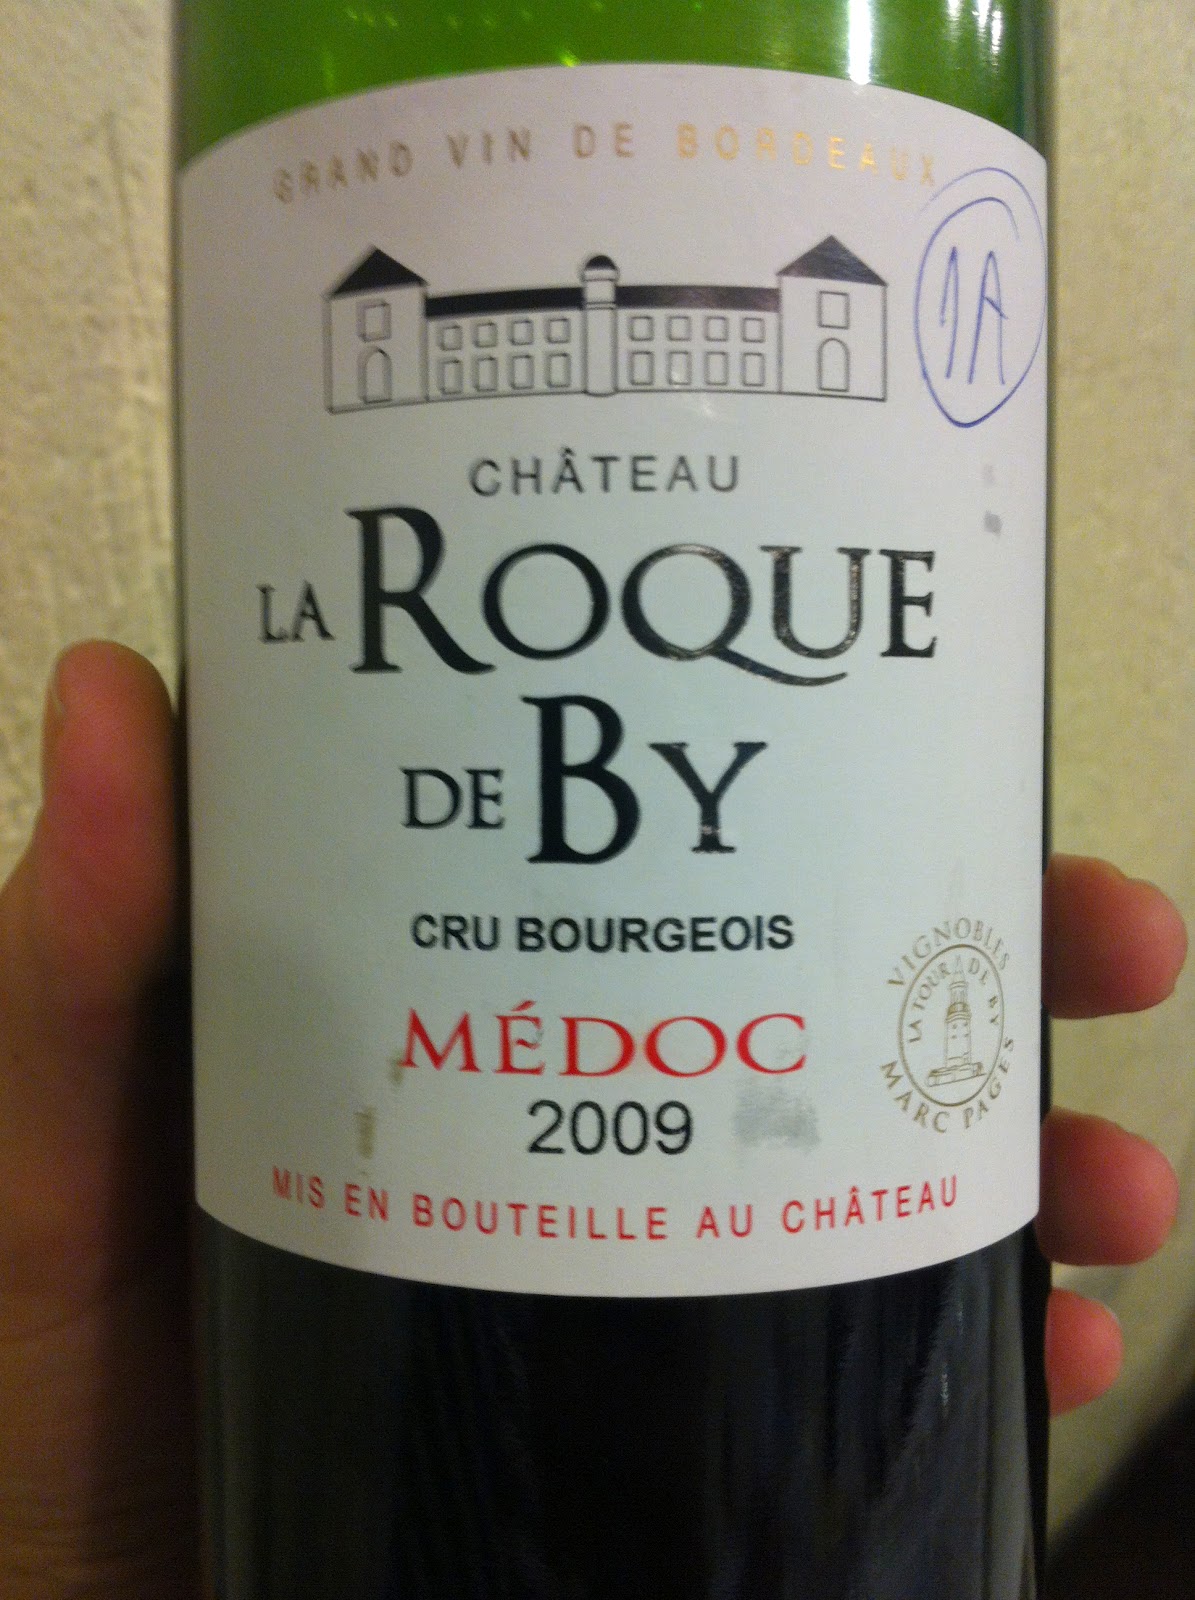 GRAND VIN DE BORDEAUX
1A
CHÂTEAU
LA ROQUE
DE BY
CRU BOURGEOIS
VIGNOBLES
LA TOUR DE BY
MARC PAGES
MÉDOC
2009
MIS EN BOUTEILLE AU CHÂTEAU